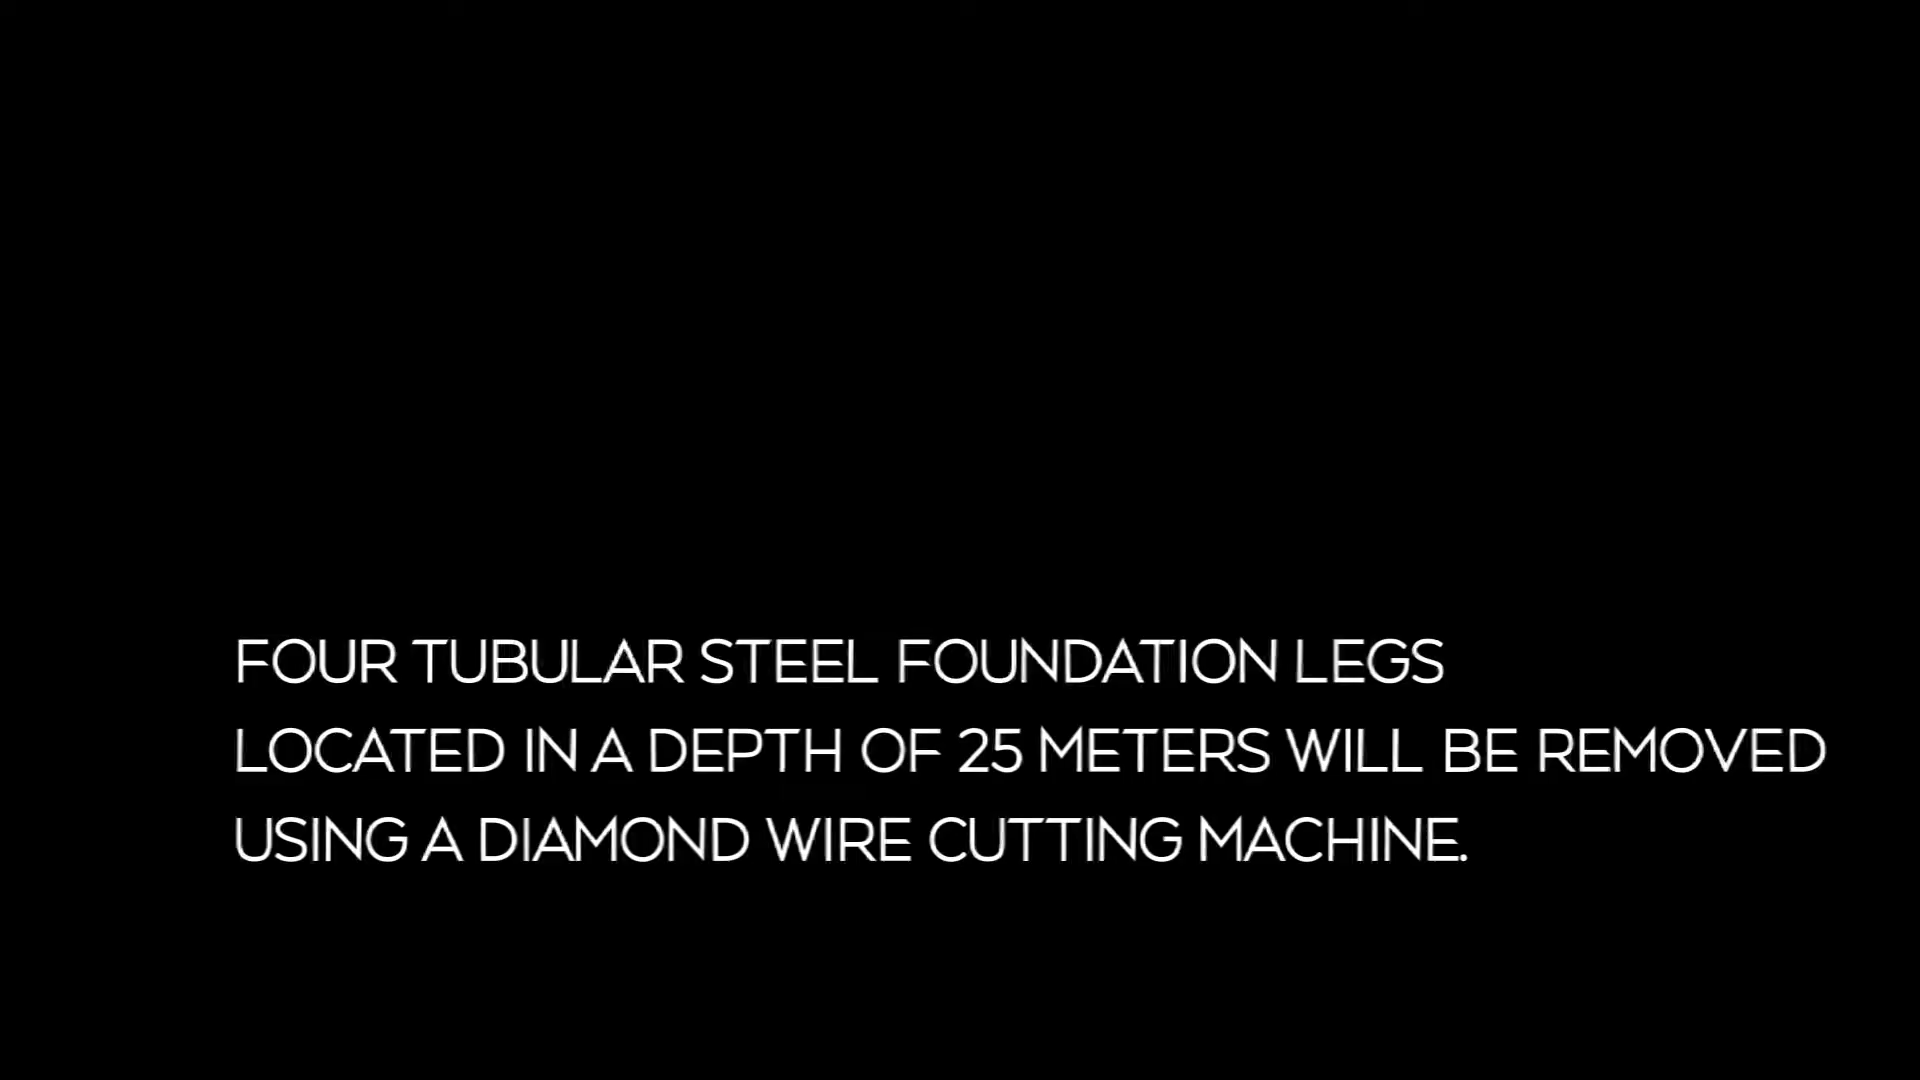 FOUR TUBULAR STEEL FOUNDATION LEGS
LOCATED IN A DEPTH OF 25 METERS WILL BE REMOVED
USING A DIAMOND WIRE CUTTING MACHINE.